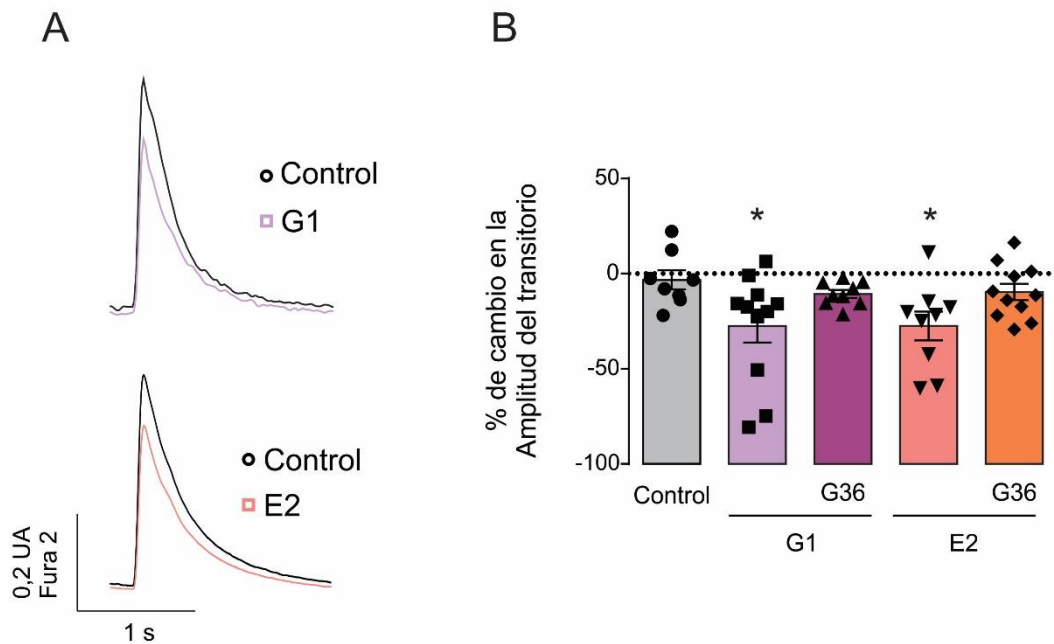 A
Control
G1
Control
E2
0,2 UA
Fura 2
1 s
B
% de cambio en la
Amplitud del transitorio
50
0
-50
-100
*
*
Control
G36
G36
G1
E2